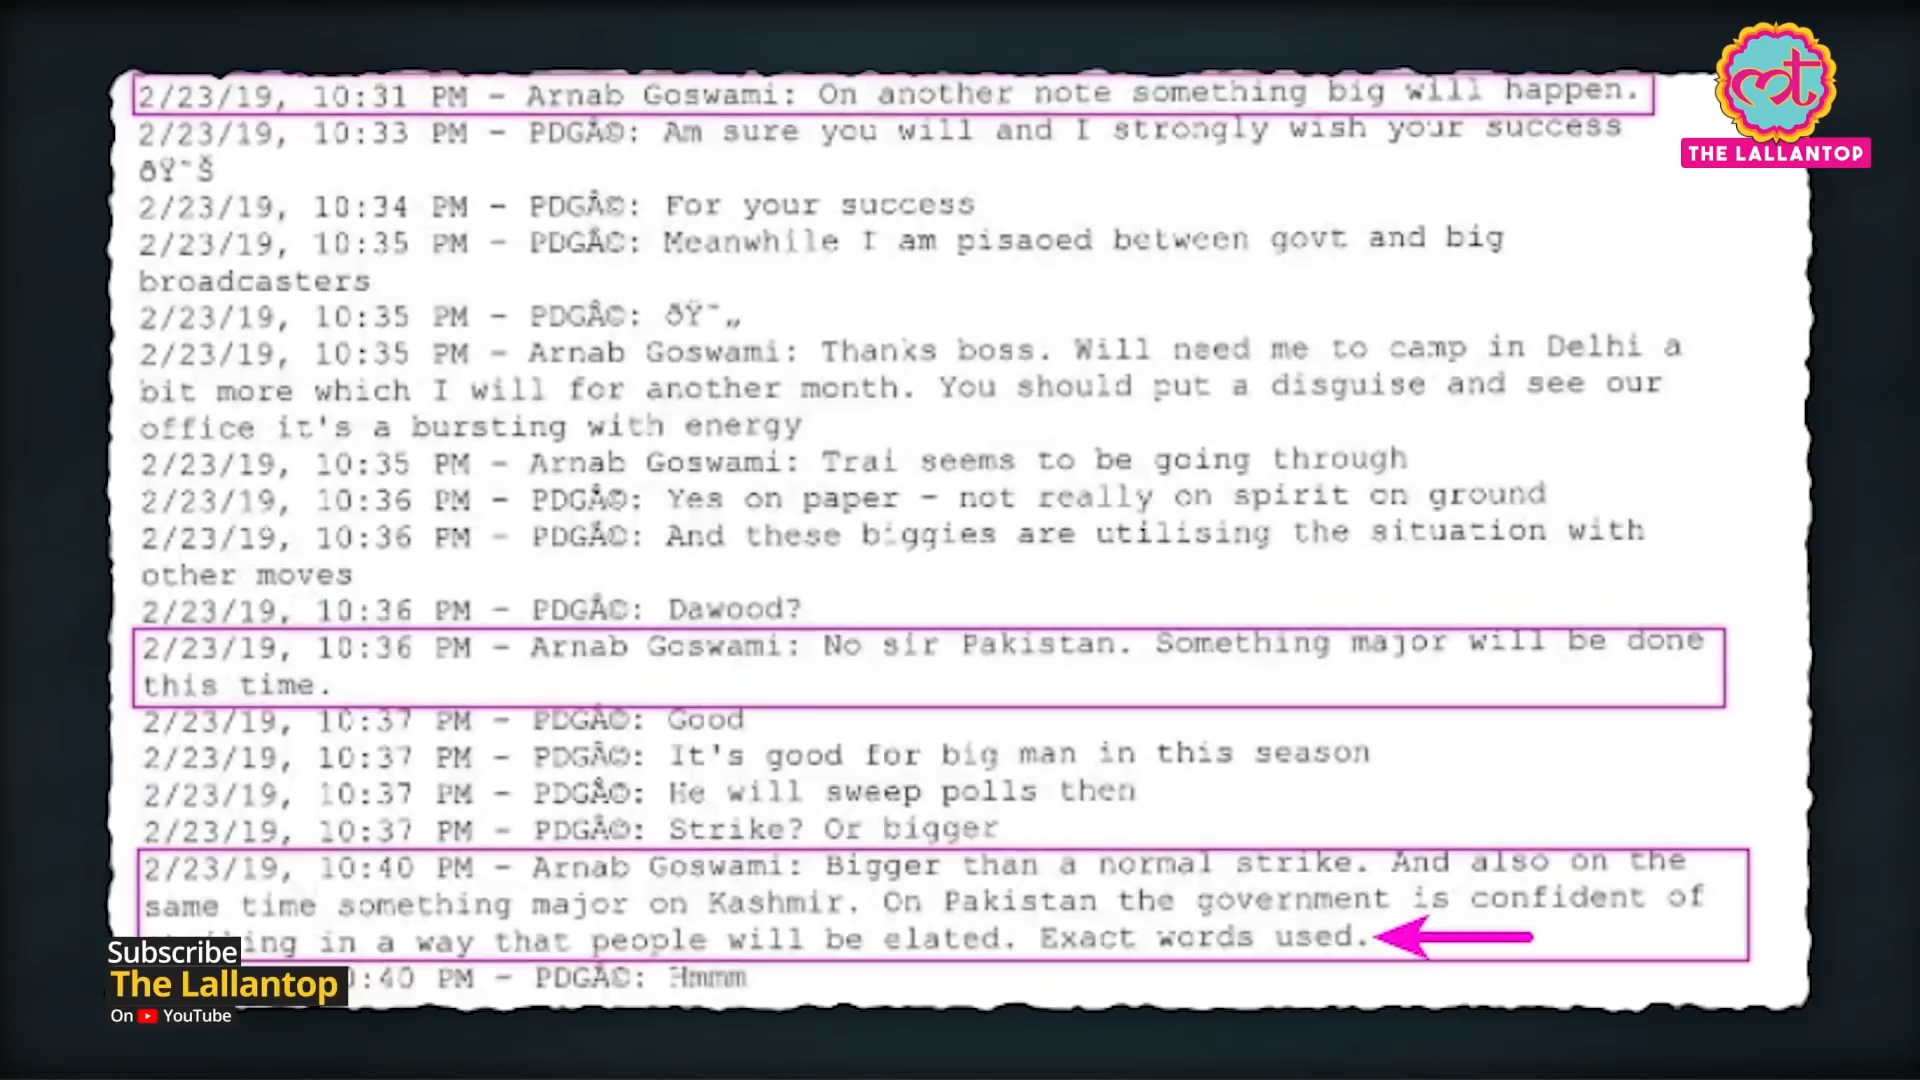 2/23/19, 10:31 PM - Arnab Goswami: On another note something big will happen.
2/23/19, 10:33 PM - PDGÂ©: Am sure you will and I strongly wish your success
ðŸ˜Š
2/23/19, 10:34 PM - PDGÂ©: For your success
2/23/19, 10:35 PM - PDGÂ©: Meanwhile I am pisaoed between govt and big
broadcasters
2/23/19, 10:35 PM - PDGÂ©: ðŸ˜„
2/23/19, 10:35 PM - Arnab Goswami: Thanks boss. Will need me to camp in Delhi a
bit more which I will for another month. You should put a disguise and see our
office it's a bursting with energy
2/23/19, 10:35 PM - Arnab Goswami: Trai seems to be going through
2/23/19, 10:36 PM - PDGÂ©: Yes on paper - not really on spirit on ground
2/23/19, 10:36 PM - PDGÂ©: And these biggies are utilising the situation with
other moves
2/23/19, 10:36 PM - PDGÂ©: Dawood?
2/23/19, 10:36 PM - Arnab Goswami: No sir Pakistan. Something major will be done
this time.
2/23/19, 10:37 PM - PDGÂ©: Good
2/23/19, 10:37 PM - PDGÂ©: It's good for big man in this season
2/23/19, 10:37 PM - PDGÂ©: He will sweep polls then
2/23/19, 10:37 PM - PDGÂ©: Strike? Or bigger
2/23/19, 10:40 PM - Arnab Goswami: Bigger than a normal strike. And also on the
same time something major on Kashmir. On Pakistan the government is confident of
in a way that people will be elated. Exact words used.
:40 PM - PDGÂ©: Hmmm
Subscribe
The Lallantop
On YouTube
THE LALLANTOP